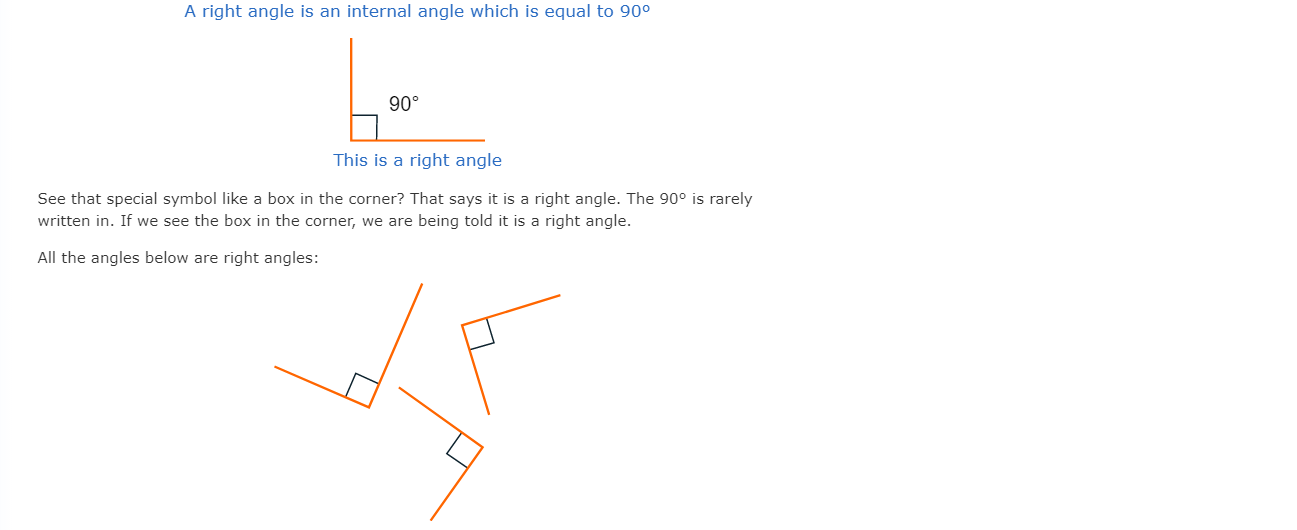 A right angle is an internal angle which is equal to 90°
90°
This is a right angle
See that special symbol like a box in the corner? That says it is a right angle. The 90° is rarely
written in. If we see the box in the corner, we are being told it is a right angle.
All the angles below are right angles: